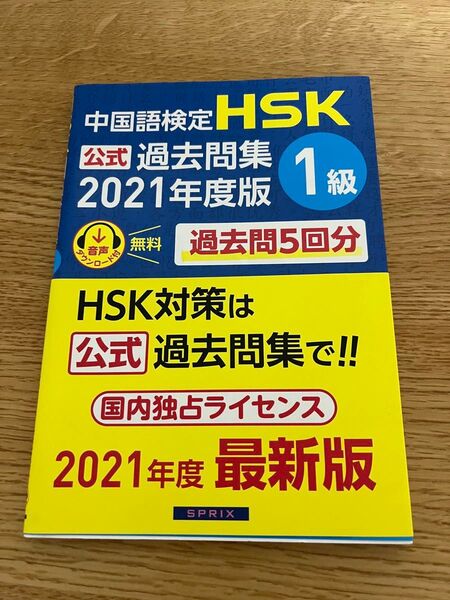 中国語検定HSK
公式 過去問集
2021年度版
1級
音声
ダウンロード付
無料
過去問5回分
HSK対策は
公式 過去問集で!!
国内独占ライセンス
2021年度 最新版
SPRIX